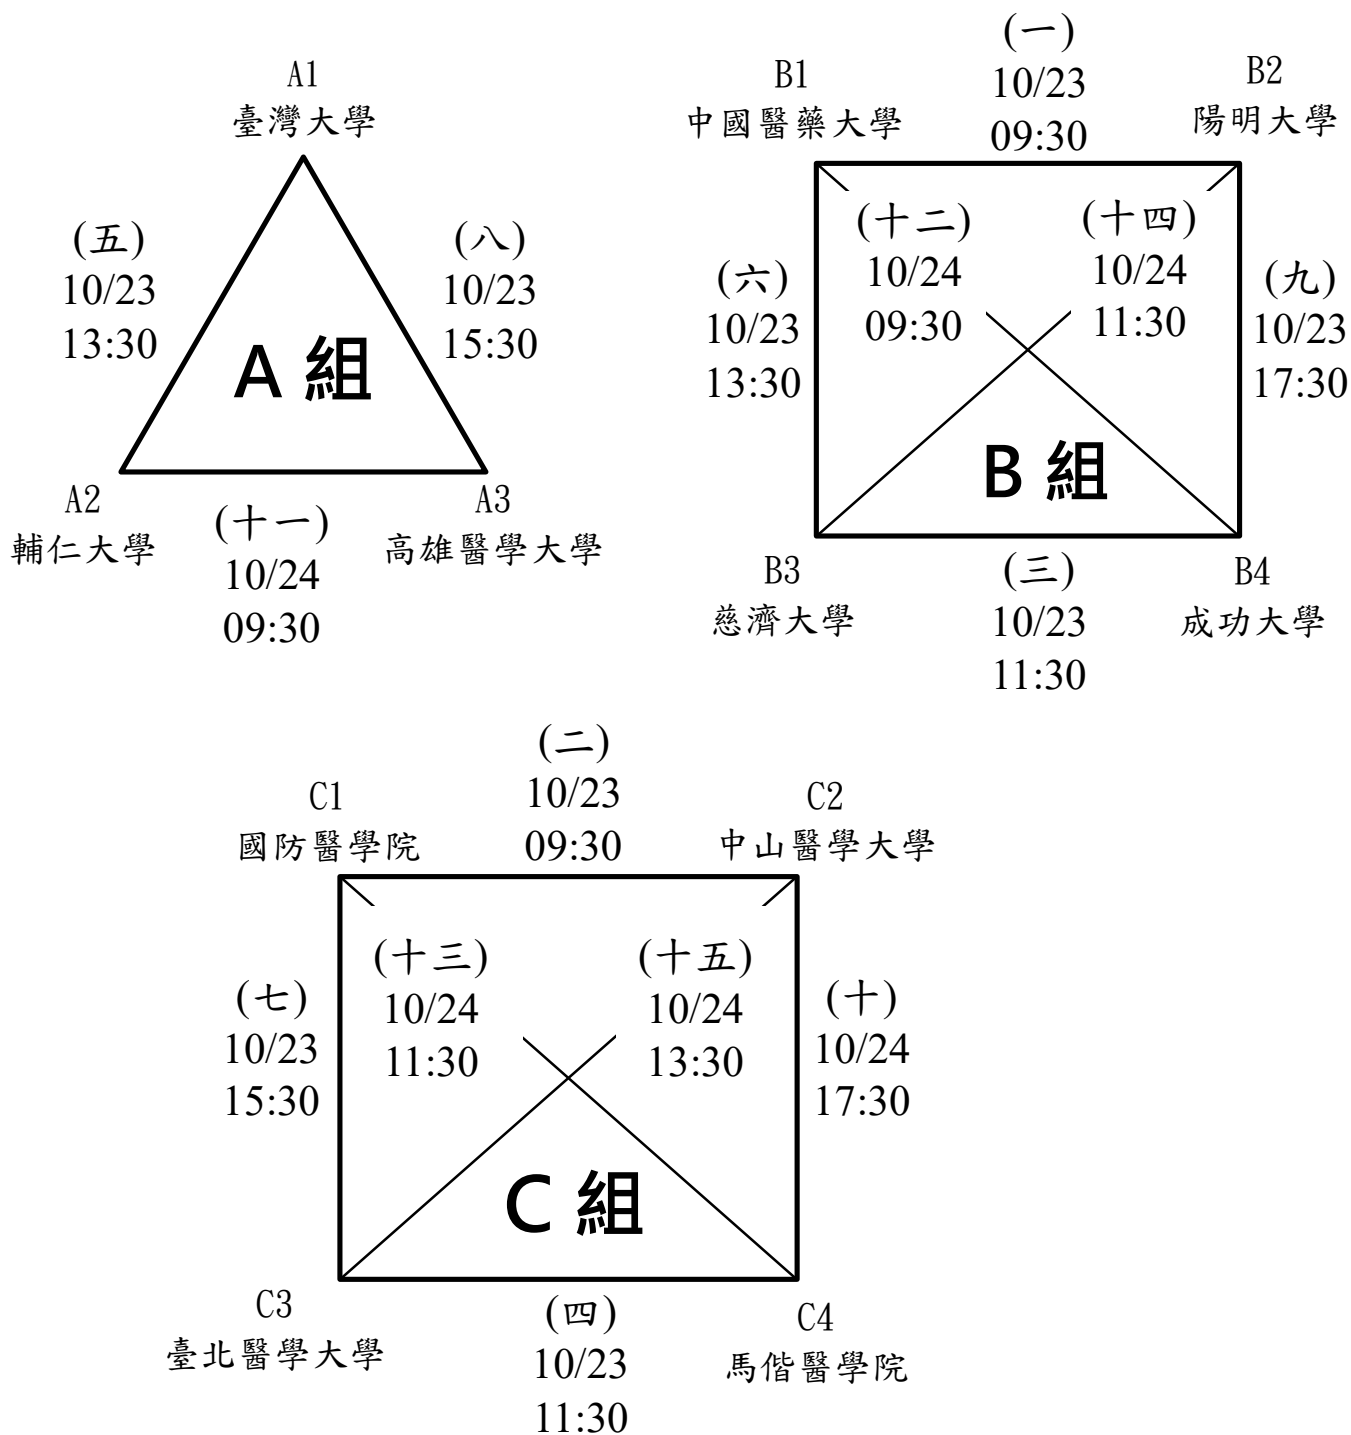 A1
臺灣大學
(五)
10/23
13:30
(八)
10/23
15:30
A 組
A2
輔仁大學
(十一)
10/24
09:30
A3
高雄醫學大學
(一)
10/23
09:30
B1
中國醫藥大學
B2
陽明大學
(十二)
10/24
09:30
(十四)
10/24
11:30
(六)
10/23
13:30
(九)
10/23
17:30
B 組
B3
慈濟大學
(三)
10/23
11:30
B4
成功大學
(二)
10/23
09:30
C1
國防醫學院
C2
中山醫學大學
(十三)
10/24
11:30
(十五)
10/24
13:30
(七)
10/23
15:30
(十)
10/24
17:30
C 組
C3
臺北醫學大學
(四)
10/23
11:30
C4
馬偕醫學院